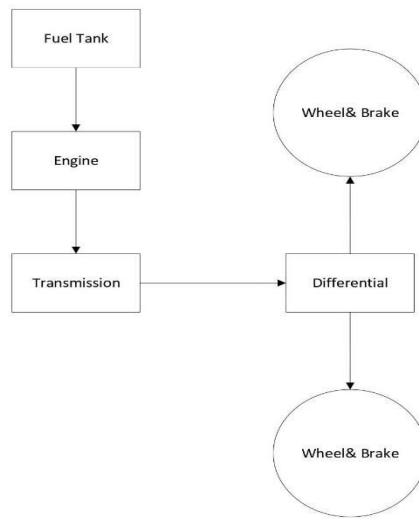 Fuel Tank
Wheel& Brake
Engine
Transmission
Differential
Wheel& Brake